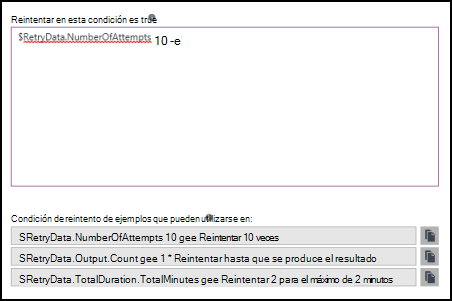 Reintentar en esta condición es true
$RetryData.NumberOfAttempts 10 -e
Condición de reintento de ejemplos que pueden utilizarse en:
SRetryData.NumberOfAttempts 10 gee Reintentar 10 veces
SRetryData.Output.Count gee 1 * Reintentar hasta que se produce el resultado
SRetryData.TotalDuration.TotalMinutes gee Reintentar 2 para el máximo de 2 minutos